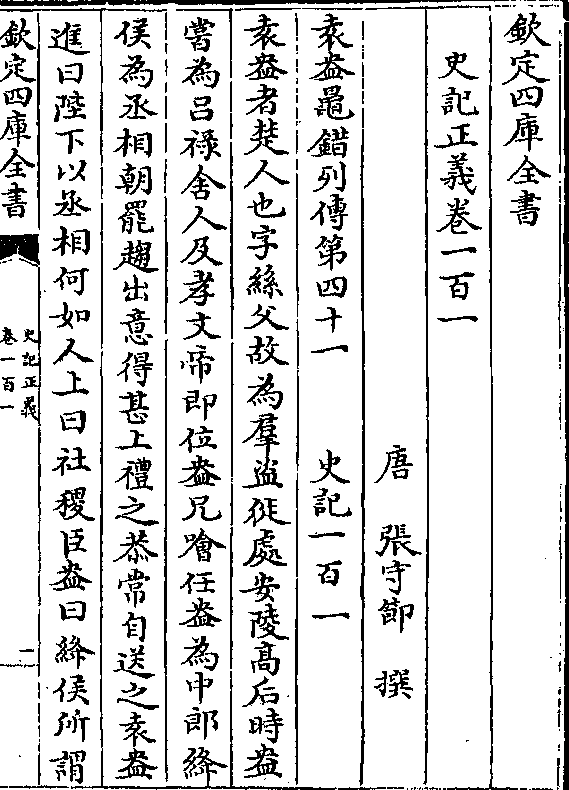 欽定四庫全書
史記正義卷一百一
唐 張守節 撰
袁盎鼂錯列傳第四十一 史記一百一
袁盎者楚人也字絲父故為羣盜徙處安陵高后時盎
嘗為吕祿舍人及孝文帝即位盎兄噲任盎為中郎絳
侯為丞相朝罷趨出意得甚上禮之恭常自送之袁盎
進曰陛下以丞相何如人上曰社稷臣盎曰絳侯所謂
欽定四庫全書
史記正義
卷一百一
一